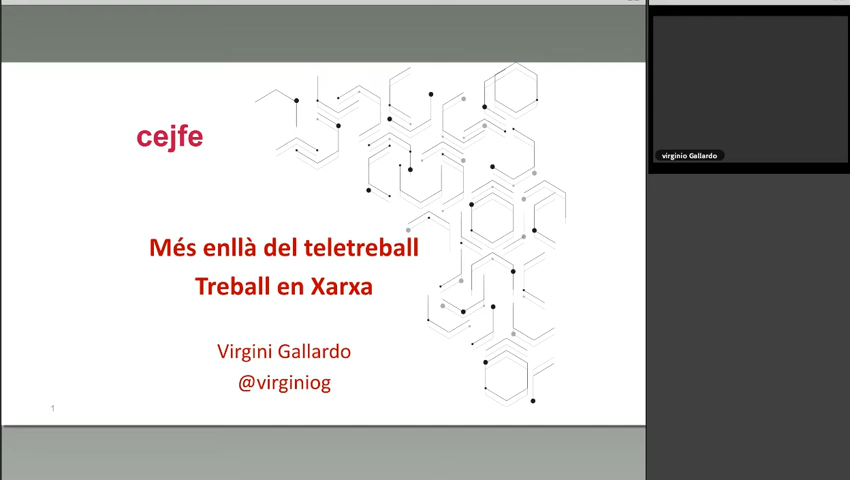 cejfe
Més enllà del teletreball
Treball en Xarxa
Virgini Gallardo
@virginiog
1
virginio Gallardo